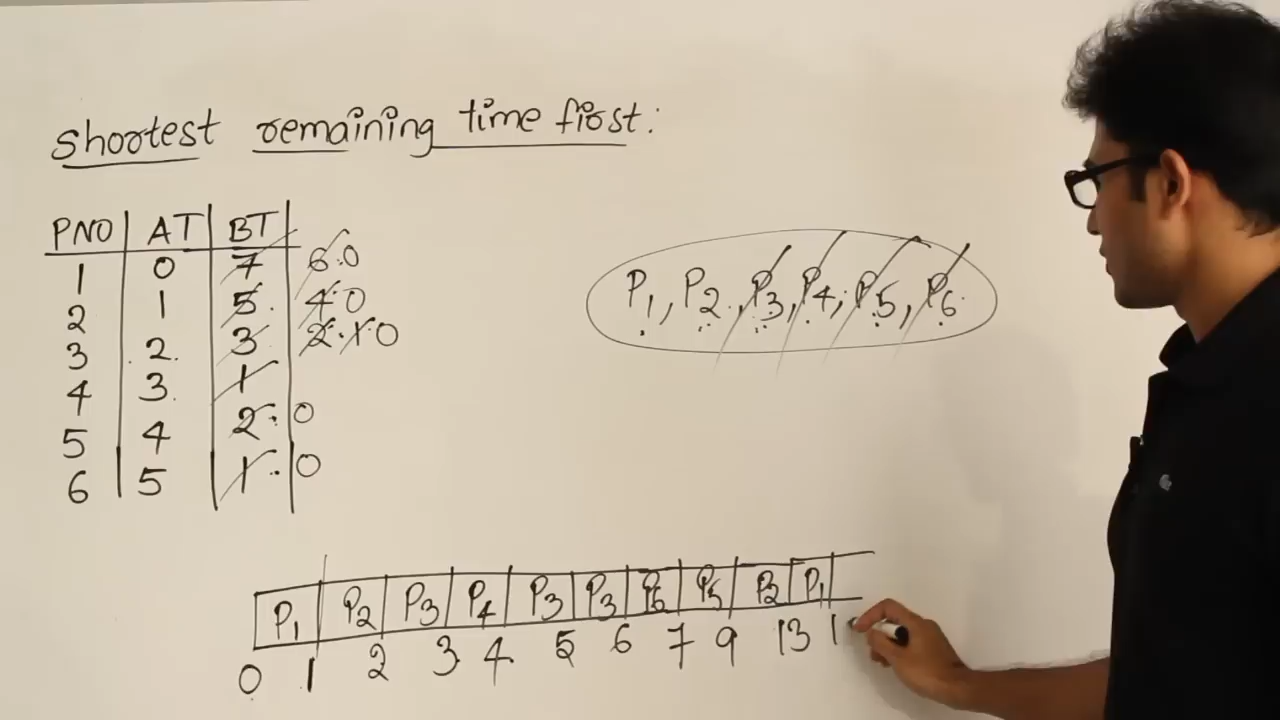 Shortest remaining time first:
PNO AT BT
1 0 7 6 0
2 1 5 4 0
3 2 3 2 1 0
4 3 1
5 4 2 0
6 5 1 0
P1, P2, P3, P4, P5, P6
P1 P2 P3 P4 P3 P3 P6 P5 P2 P1
0 1 2 3 4 5 6 7 9 13 1